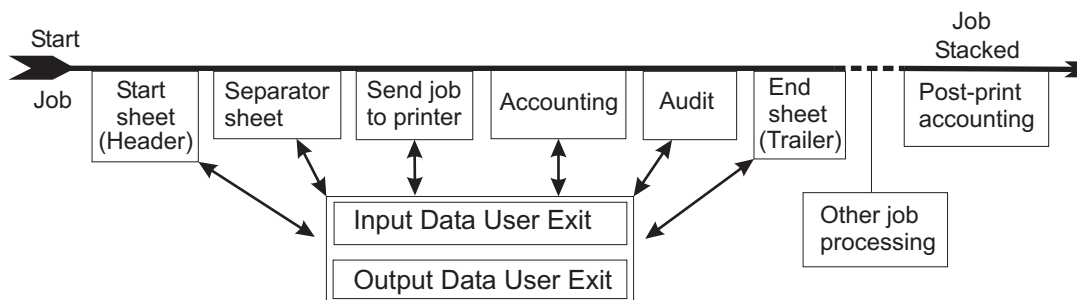 Start
Job
Start
sheet
(Header)
Separator
sheet
Send job
to printer
Accounting
Audit
End
sheet
(Trailer)
Job
Stacked
Post-print
accounting
Other job
processing
Input Data User Exit
Output Data User Exit